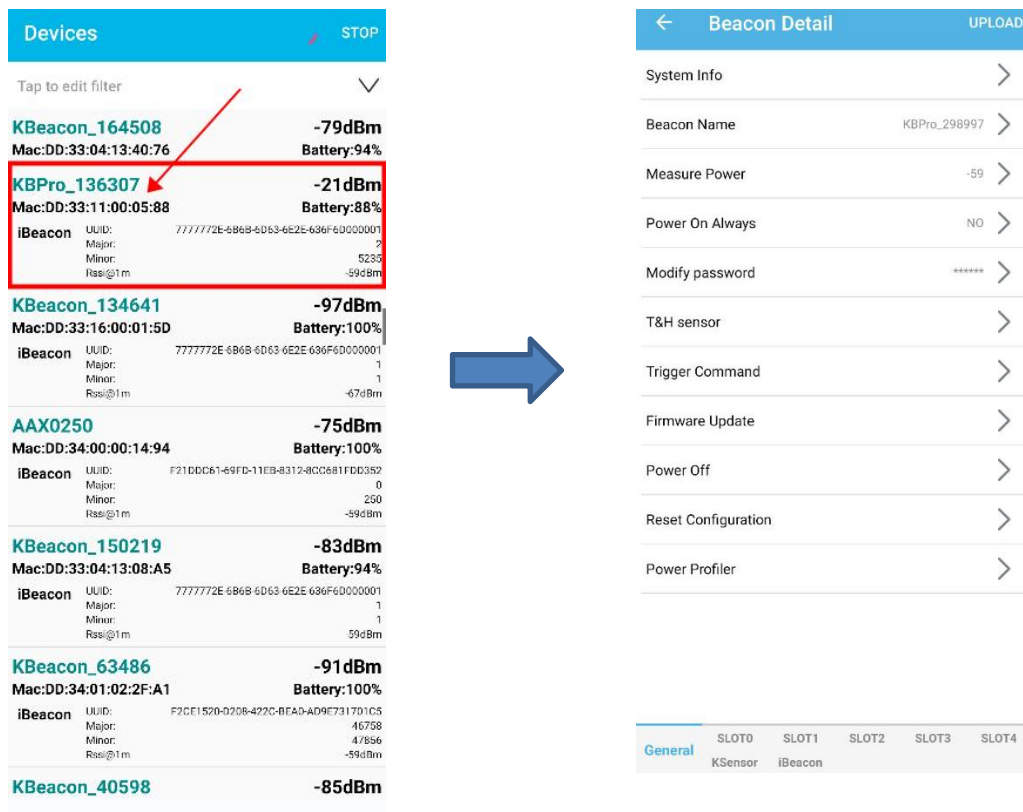 Devices STOP
Tap to edit filter
KBeacon_164508 -79dBm
Mac:DD:33:04:13:40:76 Battery:94%
KBPro_136307 -21dBm
Mac:DD:33:11:00:05:88 Battery:88%
iBeacon UUID: 7777772E-6B6B-6D63-6E2E-636F6D000001
Major: 2
Minor: 5235
Rssi@1m -59dBm
KBeacon_134641 -97dBm
Mac:DD:33:16:00:01:5D Battery:100%
iBeacon UUID: 7777772E-6B6B-6D63-6E2E-636F6D000001
Major: 1
Minor: 1
Rssi@1m -67dBm
AAX0250 -75dBm
Mac:DD:34:00:00:14:94 Battery:100%
iBeacon UUID: F21DDC61-69FD-11EB-8312-8CC681FDD352
Major: 0
Minor: 250
Rssi@1m -59dBm
KBeacon_150219 -83dBm
Mac:DD:33:04:13:08:A5 Battery:94%
iBeacon UUID: 7777772E-6B6B-6D63-6E2E-636F6D000001
Major: 1
Minor: 1
Rssi@1m 59dBm
KBeacon_63486 -91dBm
Mac:DD:34:01:02:2F:A1 Battery:100%
iBeacon UUID: F2CE1520-D208-422C-BEA0-AD9E731701C5
Major: 46758
Minor: 47856
Rssi@1m -59dBm
KBeacon_40598 -85dBm
Beacon Detail UPLOAD
System Info
Beacon Name KBPro_298997
Measure Power -59
Power On Always NO
Modify password ******
T&H sensor
Trigger Command
Firmware Update
Power Off
Reset Configuration
Power Profiler
General SLOT0 SLOT1 SLOT2 SLOT3 SLOT4
KSensor iBeacon